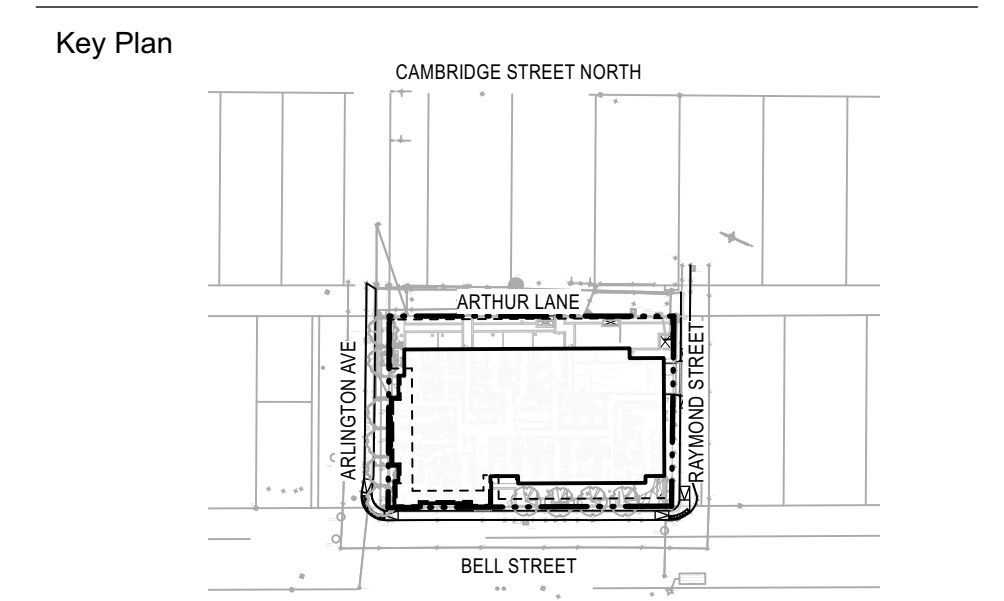 Key Plan
CAMBRIDGE STREET NORTH
ARTHUR LANE
ARLINGTON AVE
RAYMOND STREET
BELL STREET